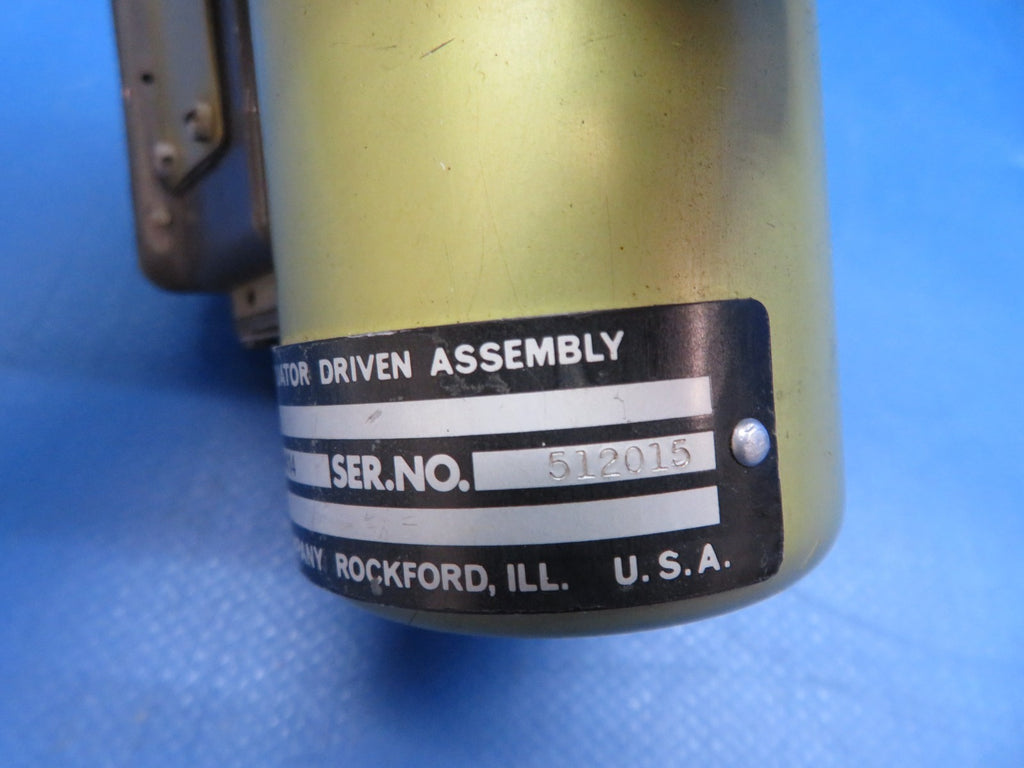 DRIVEN ASSEMBLY
SER.NO. 512015
ROCKFORD, ILL. U.S.A.